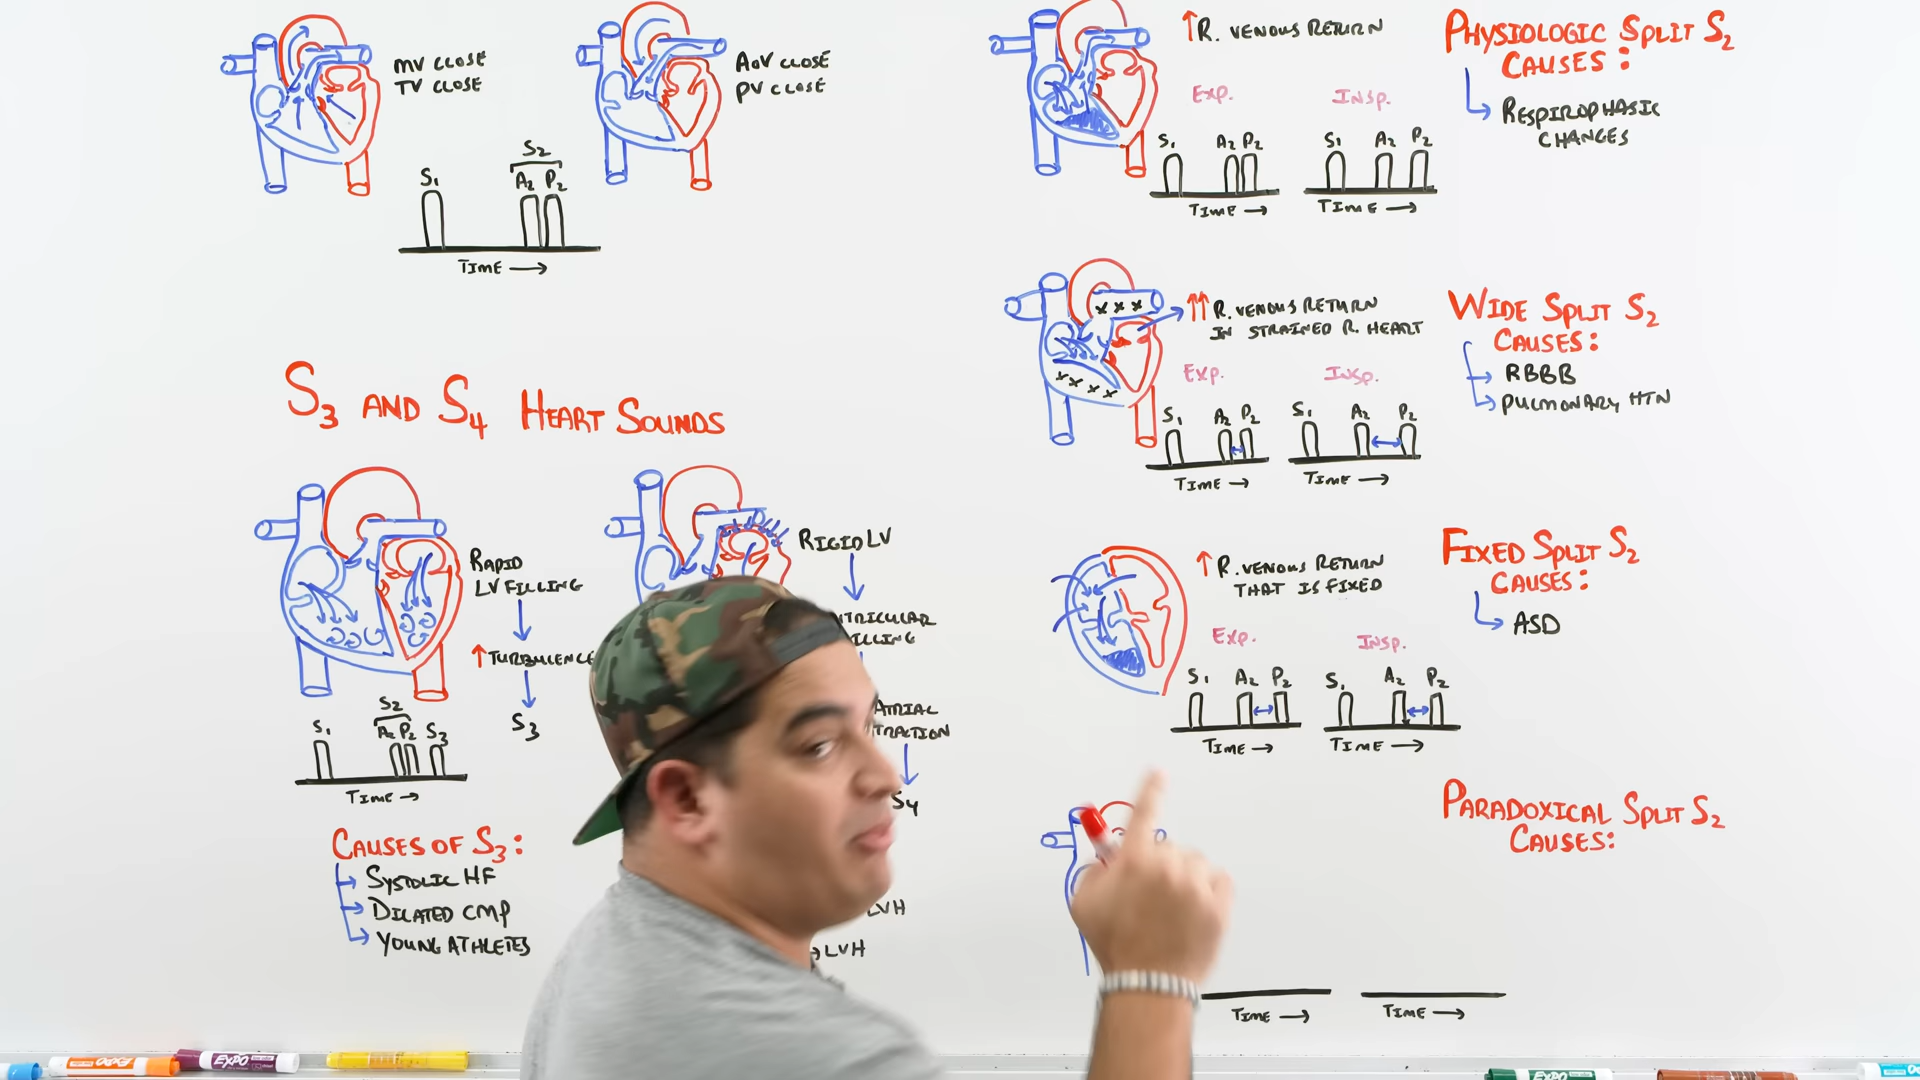 MV CLOSE
TV CLOSE
AOV CLOSE
PV CLOSE
S2
S1
A2 P2
TIME →
S3 AND S4 HEART SOUNDS
RAPID
LV FILLING
↑ TURBULENCE
S3
S2
S1
A2 P2 S3
TIME →
CAUSES OF S3:
SYSTOLIC HF
DILATED CMP
YOUNG ATHLETES
RIGID LV
ATRIAL
S4
LVH
LVH
↑R. VENOUS RETURN
EXP.
INSP.
S1 A2 P2
S1 A2 P2
TIME →
TIME →
PHYSIOLOGIC SPLIT S2
CAUSES:
RESPIROPHASIC
CHANGES
↑↑ R. VENOUS RETURN
IN STRAINED R. HEART
EXP.
INSP.
S1 A2 P2
S1 A2 P2
TIME →
TIME →
WIDE SPLIT S2
CAUSES:
RBBB
PULMONARY HTN
↑ R. VENOUS RETURN
THAT IS FIXED
EXP.
INSP.
S1 A2 P2
S1 A2 P2
TIME →
TIME →
FIXED SPLIT S2
CAUSES:
ASD
PARADOXICAL SPLIT S2
CAUSES:
TIME →
TIME →
EXPO
EXPO
EXPO